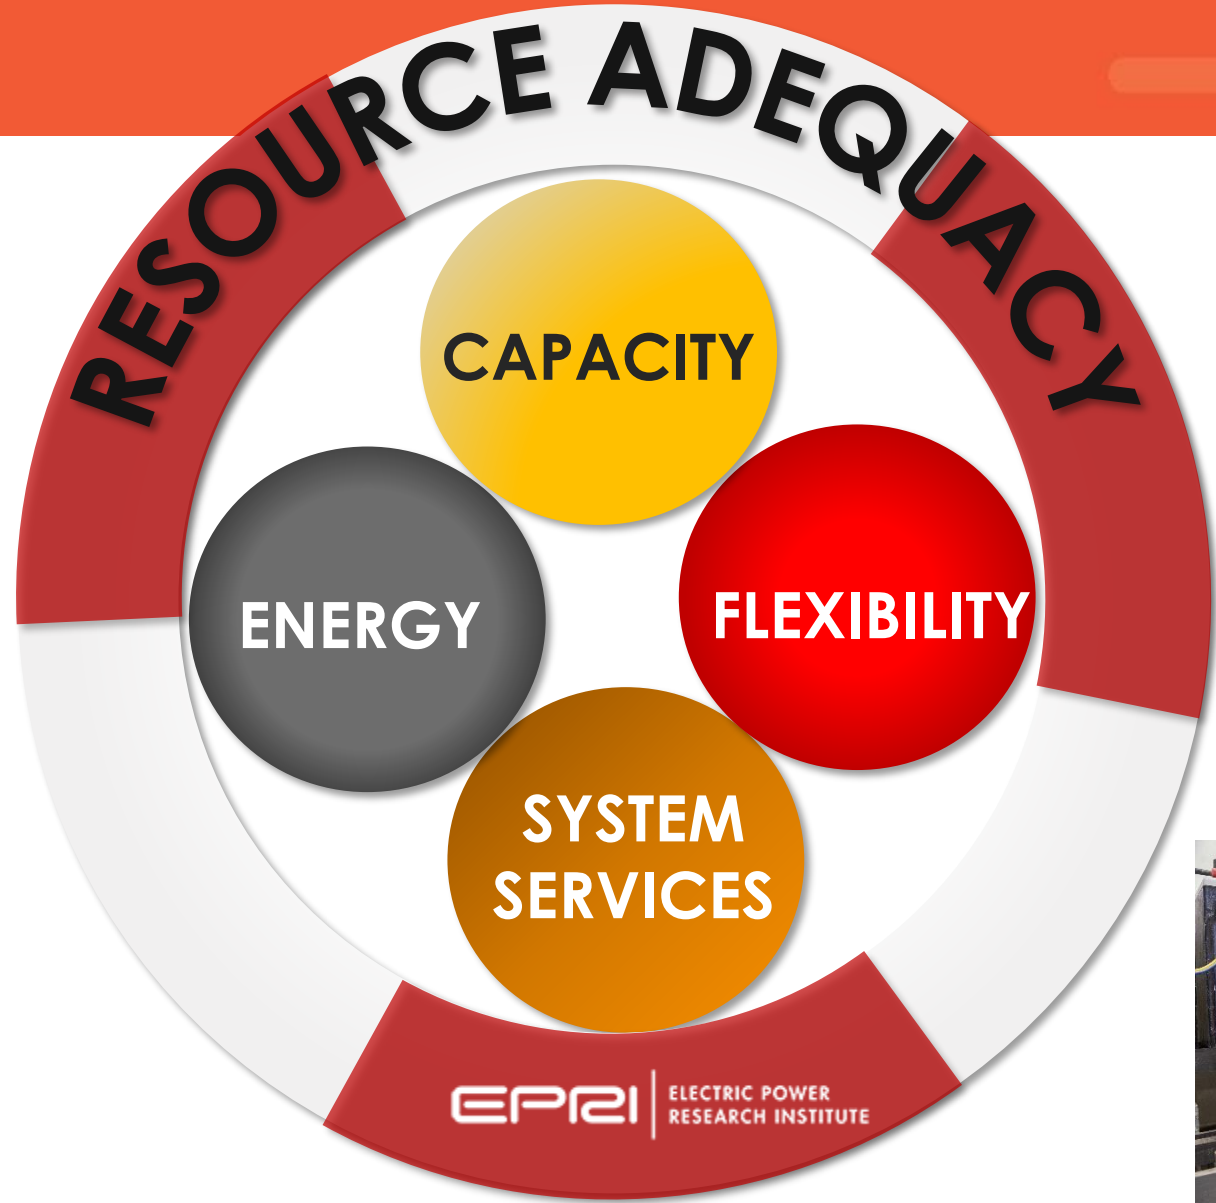 RESOURCE ADEQUACY
CAPACITY
ENERGY
FLEXIBILITY
SYSTEM
SERVICES
EPRI
ELECTRIC POWER
RESEARCH INSTITUTE